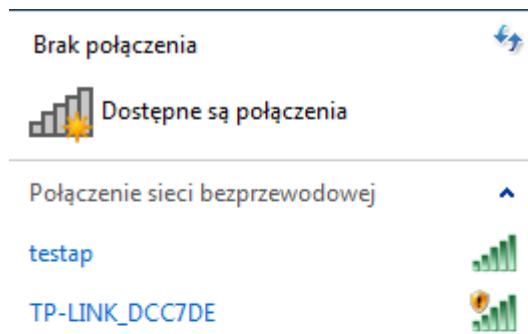 Brak połączenia
Dostępne są połączenia
Połączenie sieci bezprzewodowej
testap
TP-LINK_DCC7DE